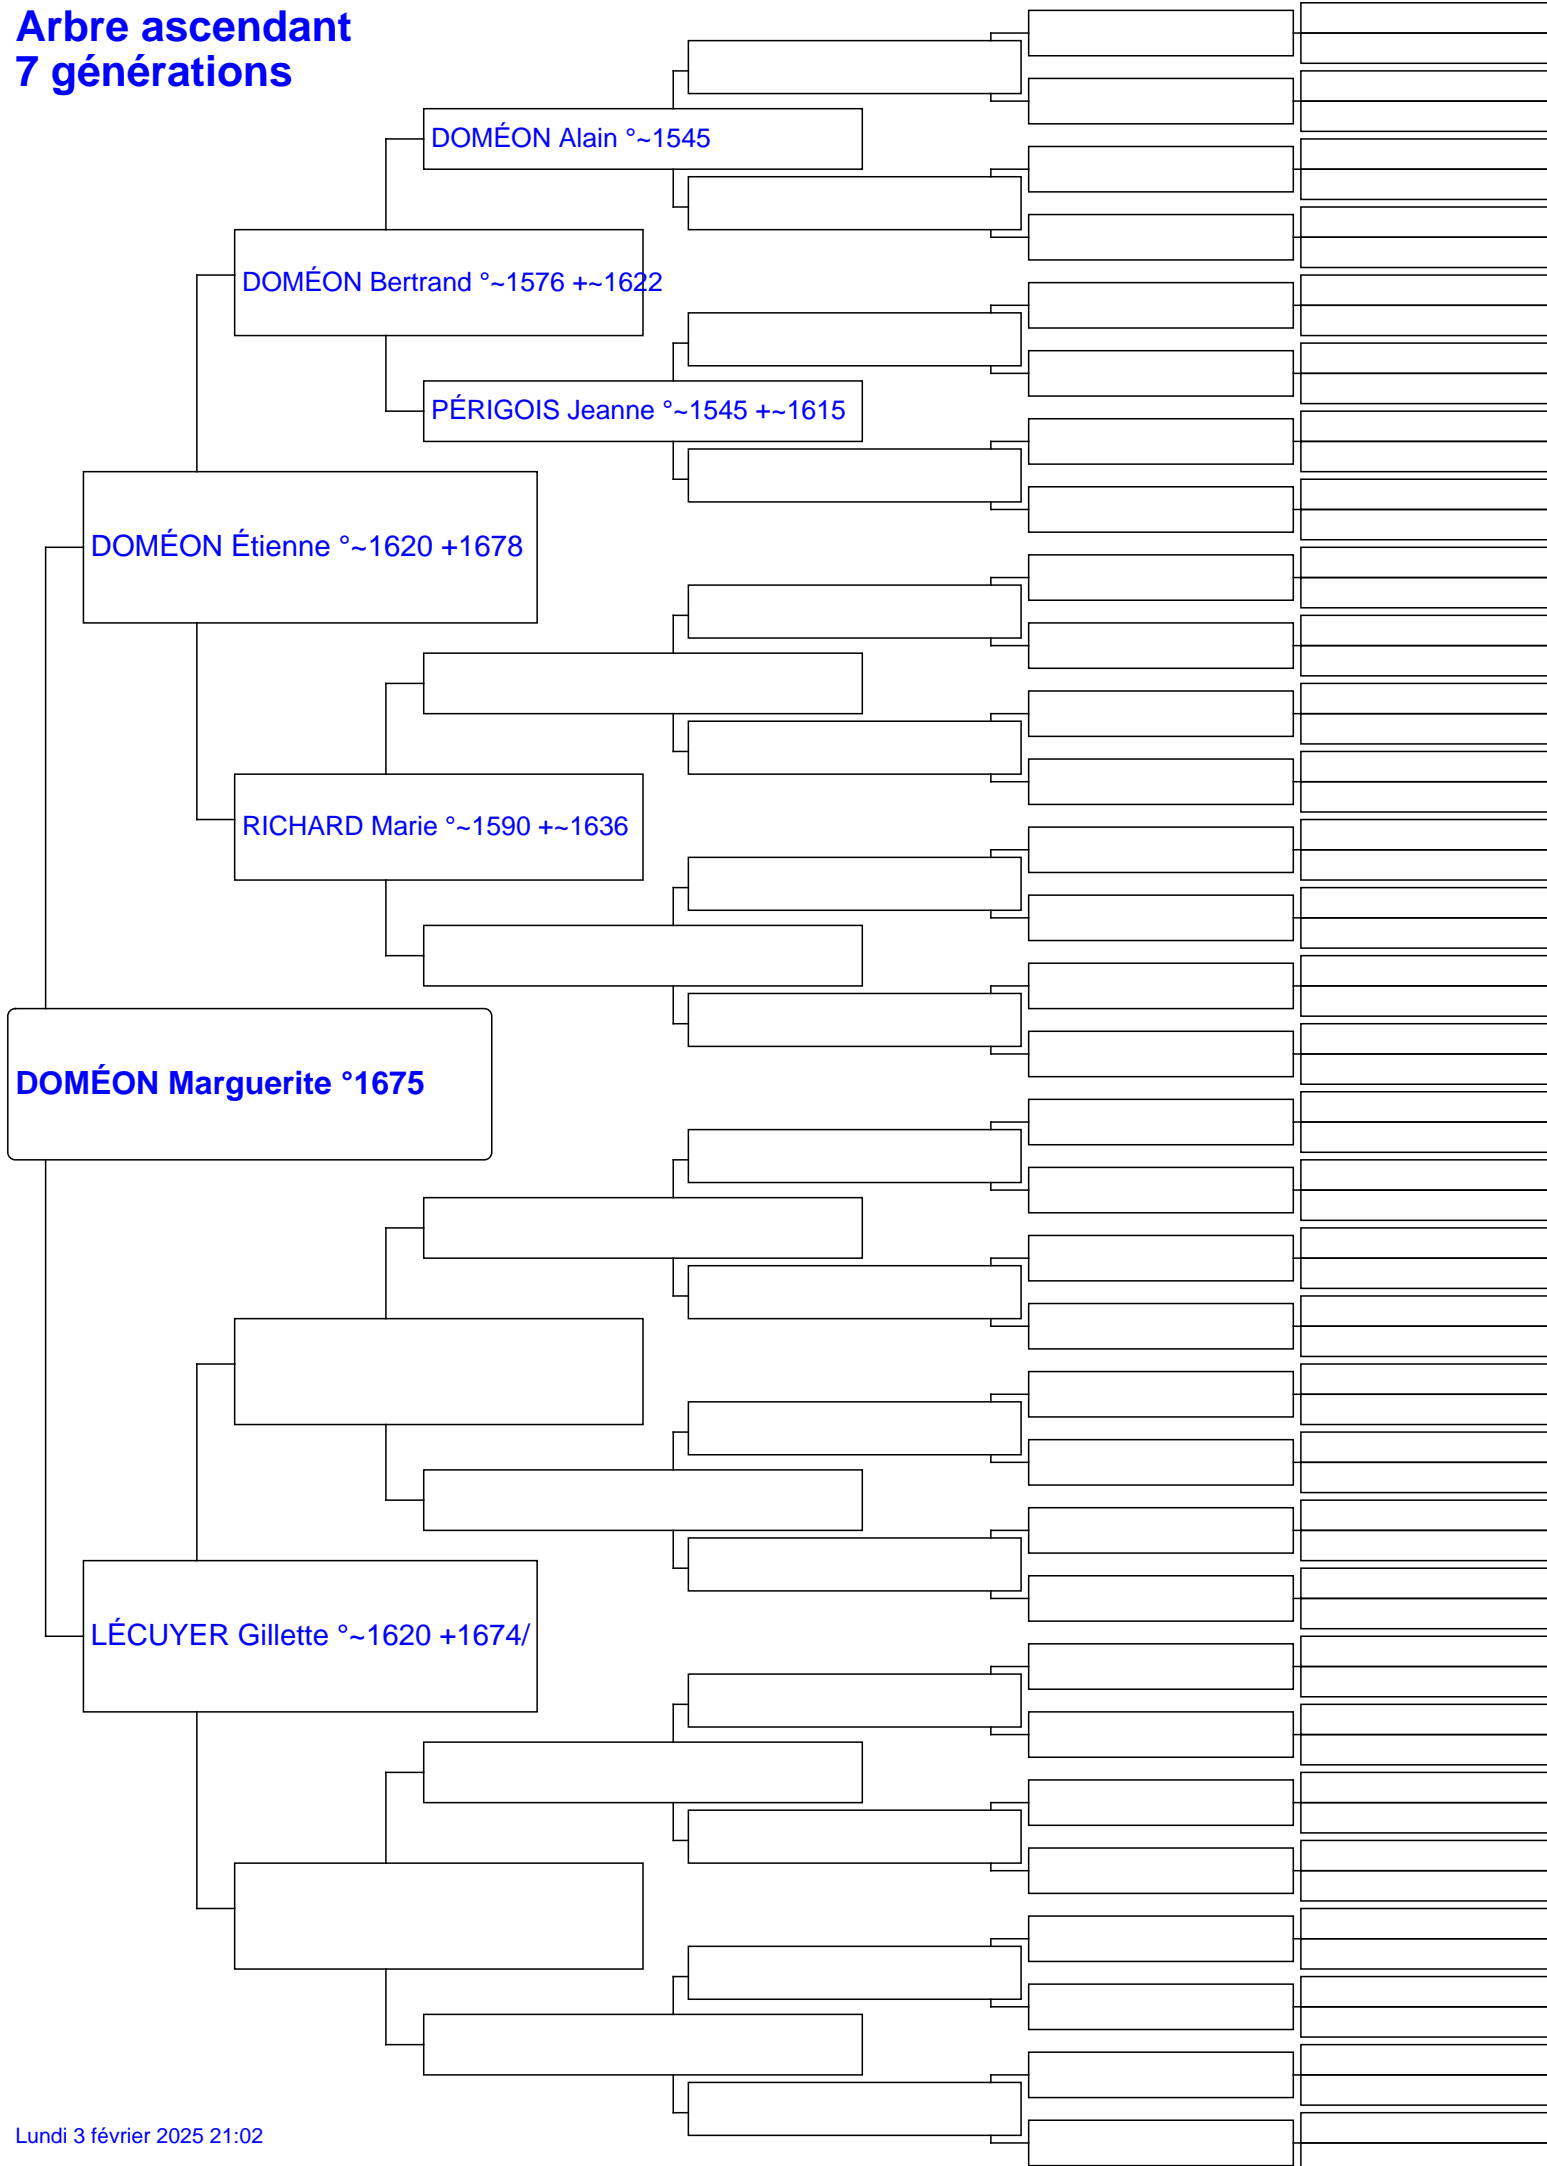 Arbre ascendant
7 générations
DOMÉON Alain °~1545
DOMÉON Bertrand °~1576 +~1622
PÉRIGOIS Jeanne °~1545 +~1615
DOMÉON Étienne °~1620 +1678
RICHARD Marie °~1590 +~1636
DOMÉON Marguerite °1675
LÉCUYER Gillette °~1620 +1674/
Lundi 3 février 2025 21:02